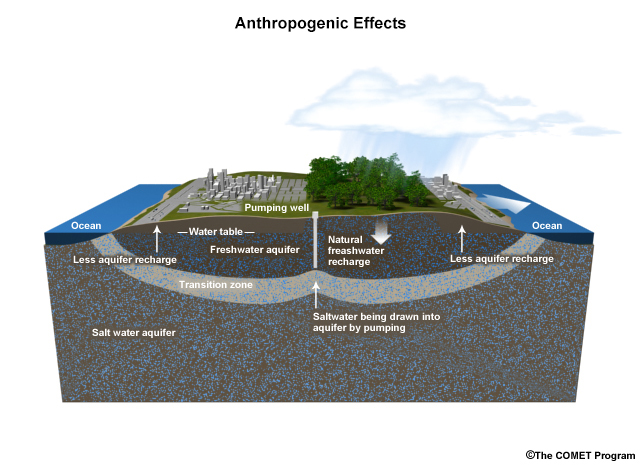 Anthropogenic Effects
Pumping well
Ocean
Ocean
—Water table—
Freshwater aquifer
Natural
freashwater
recharge
Less aquifer recharge
Less aquifer recharge
Transition zone
Saltwater being drawn into
aquifer by pumping
Salt water aquifer
©The COMET Program